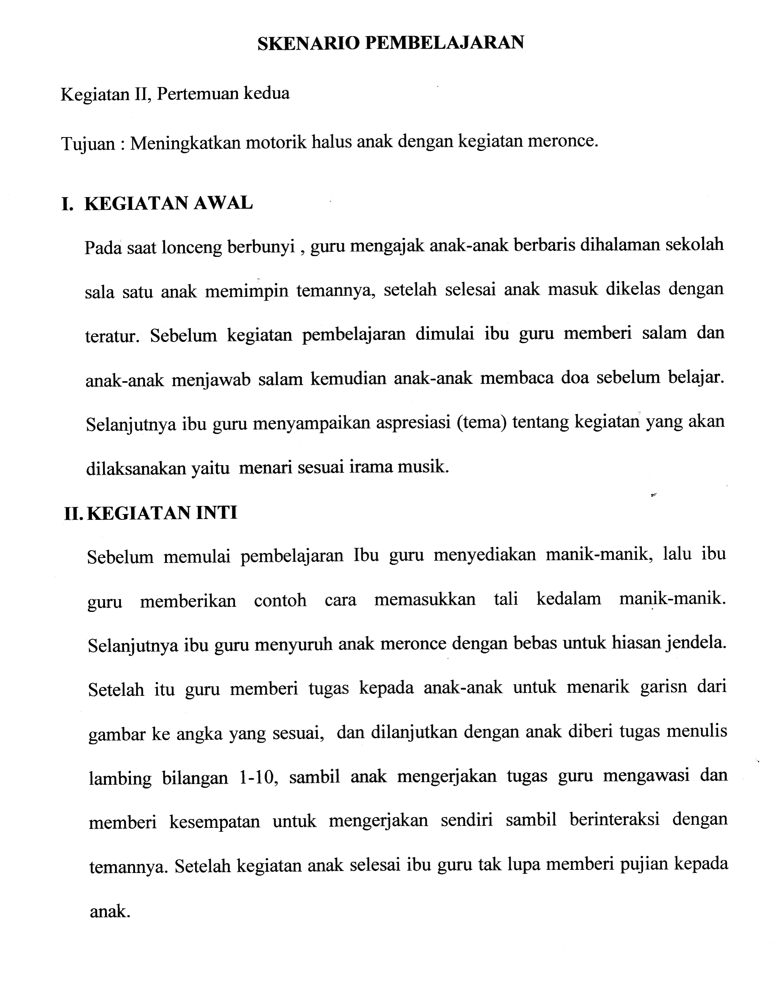 SKENARIO PEMBELAJARAN
Kegiatan II, Pertemuan kedua
Tujuan : Meningkatkan motorik halus anak dengan kegiatan meronce.
I. KEGIATAN AWAL
Pada saat lonceng berbunyi , guru mengajak anak-anak berbaris dihalaman sekolah
sala satu anak memimpin temannya, setelah selesai anak masuk dikelas dengan
teratur. Sebelum kegiatan pembelajaran dimulai ibu guru memberi salam dan
anak-anak menjawab salam kemudian anak-anak membaca doa sebelum belajar.
Selanjutnya ibu guru menyampaikan aspresiasi (tema) tentang kegiatan yang akan
dilaksanakan yaitu menari sesuai irama musik.
II. KEGIATAN INTI
Sebelum memulai pembelajaran Ibu guru menyediakan manik-manik, lalu ibu
guru memberikan contoh cara memasukkan tali kedalam manik-manik.
Selanjutnya ibu guru menyuruh anak meronce dengan bebas untuk hiasan jendela.
Setelah itu guru memberi tugas kepada anak-anak untuk menarik garisn dari
gambar ke angka yang sesuai, dan dilanjutkan dengan anak diberi tugas menulis
lambing bilangan 1-10, sambil anak mengerjakan tugas guru mengawasi dan
memberi kesempatan untuk mengerjakan sendiri sambil berinteraksi dengan
temannya. Setelah kegiatan anak selesai ibu guru tak lupa memberi pujian kepada
anak.